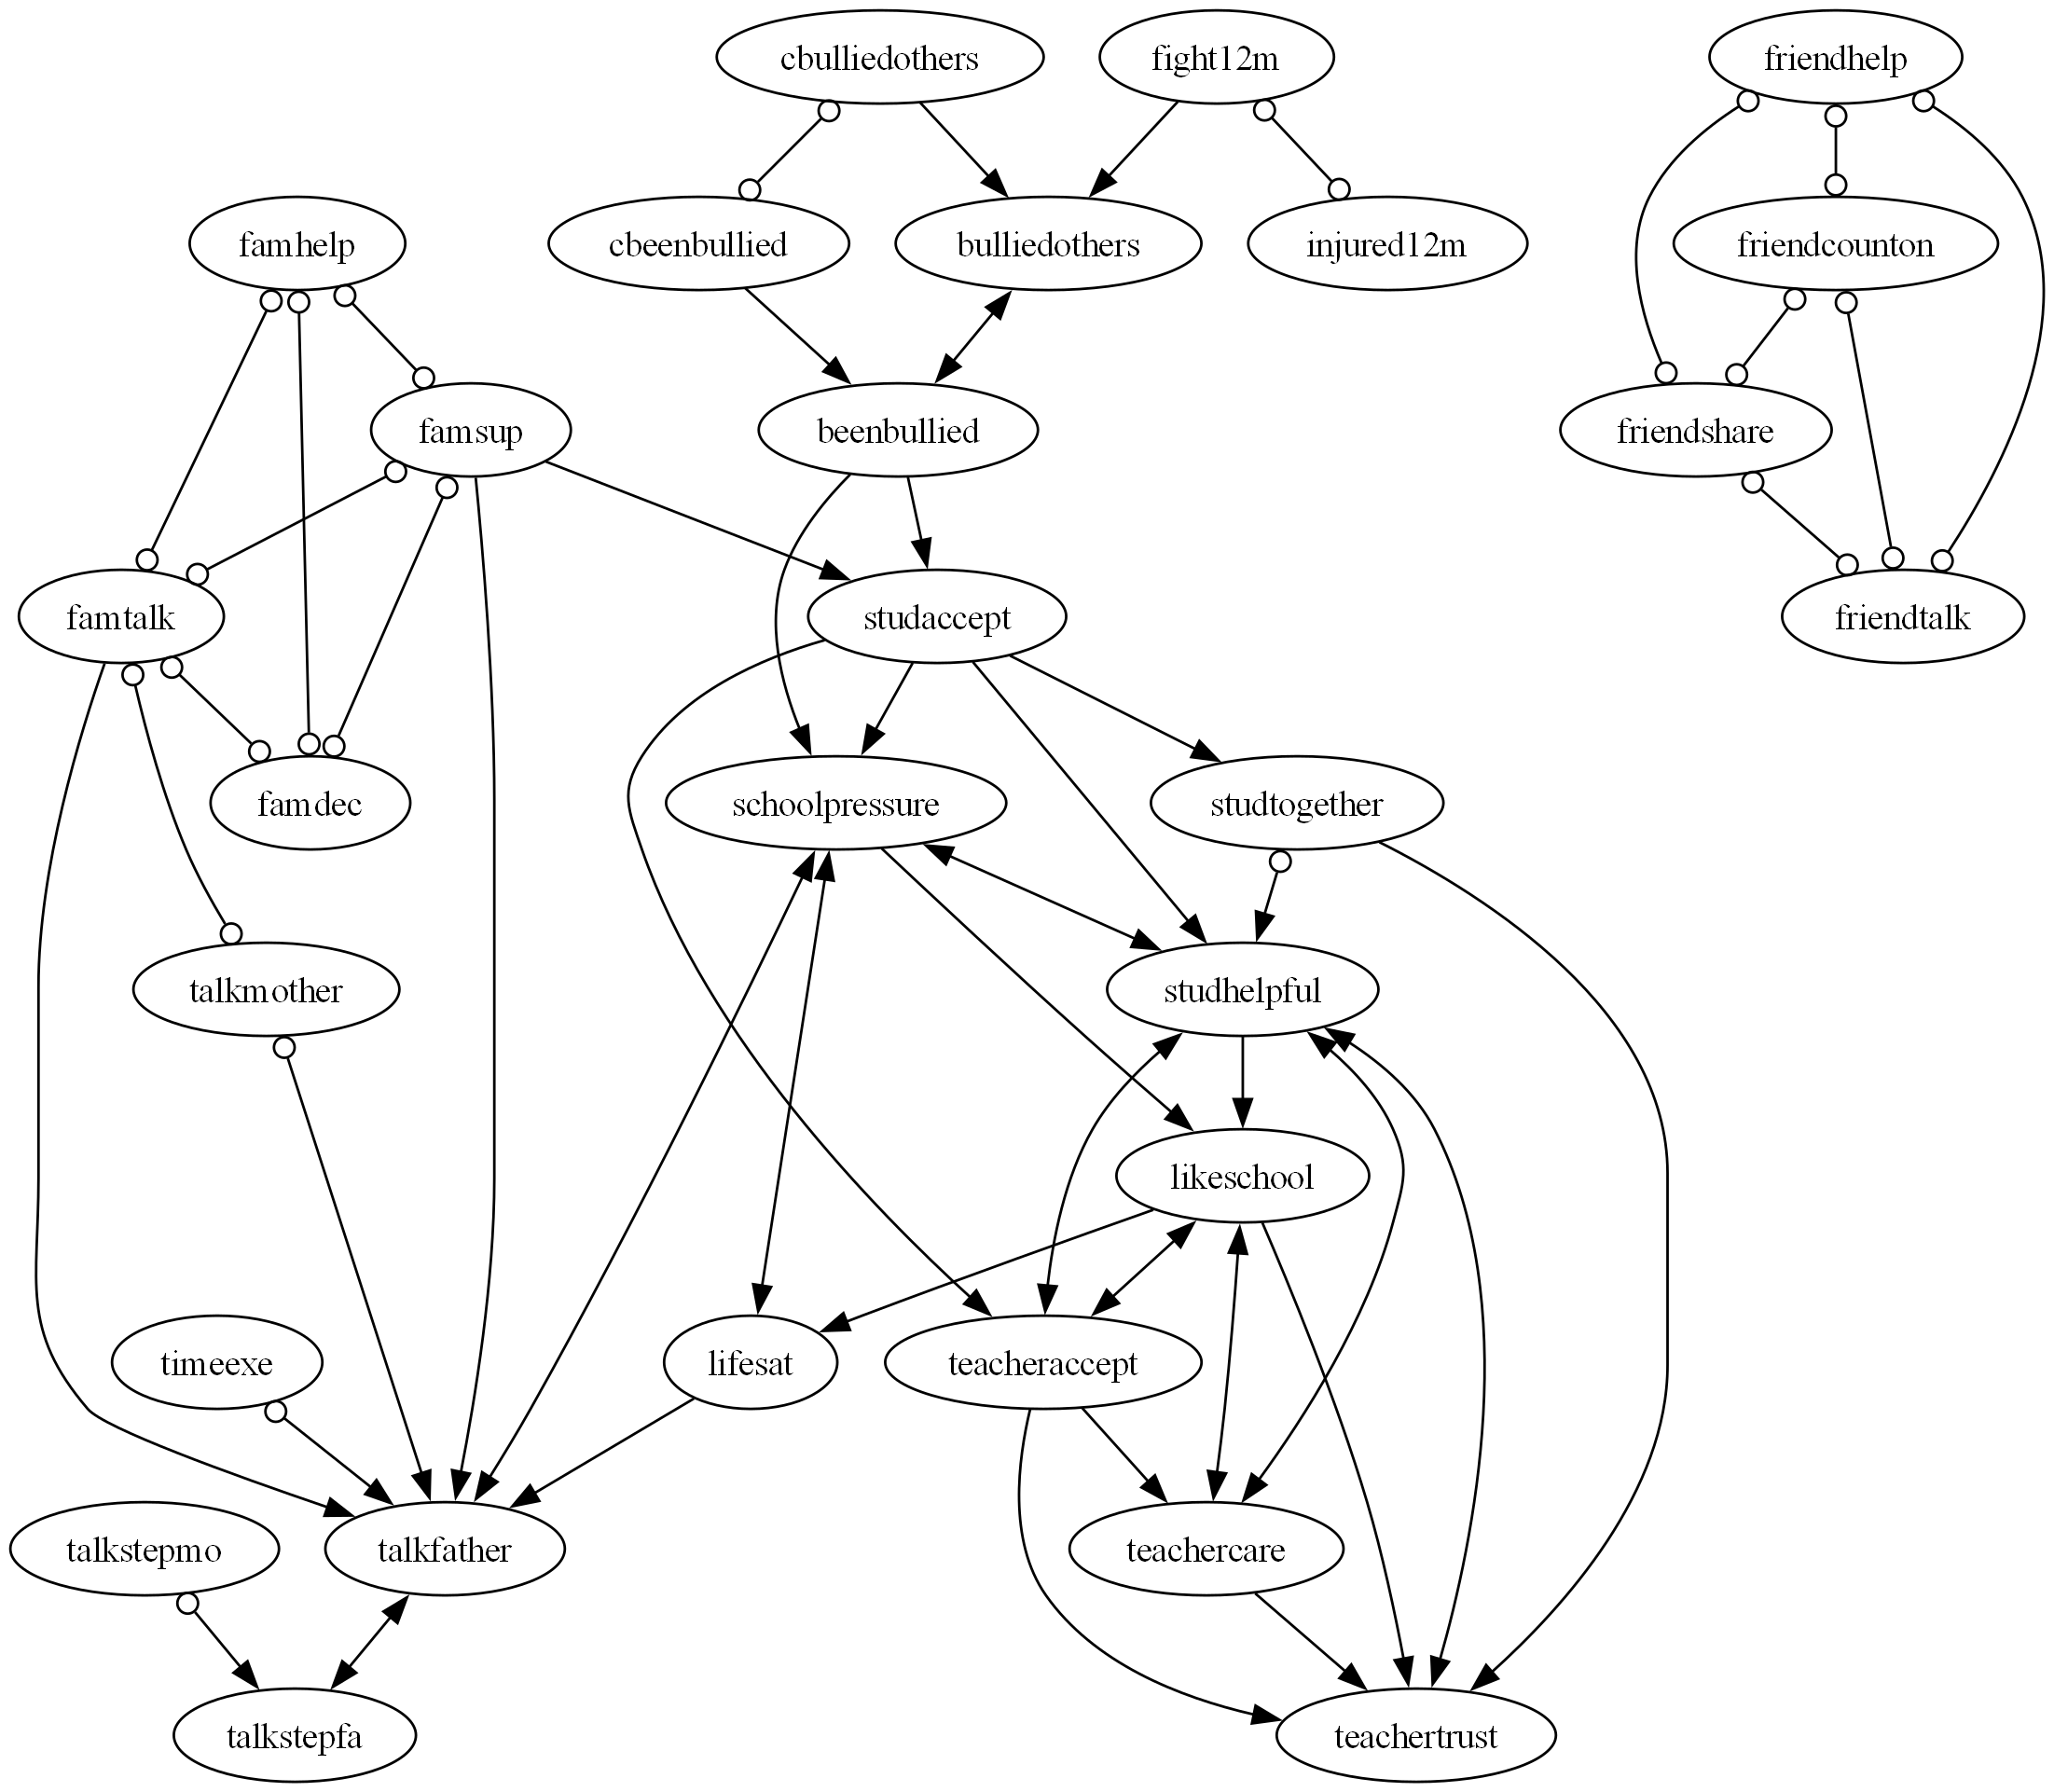 cbulliedothers
fight12m
friendhelp
famhelp
cbeenbullied
bulliedothers
injured12m
friendcounton
famsup
beenbullied
friendshare
famtalk
studaccept
friendtalk
famdec
schoolpressure
studtogether
talkmother
studhelpful
likeschool
timeexe
lifesat
teacheraccept
talkstepmo
talkfather
teachercare
talkstepfa
teachertrust